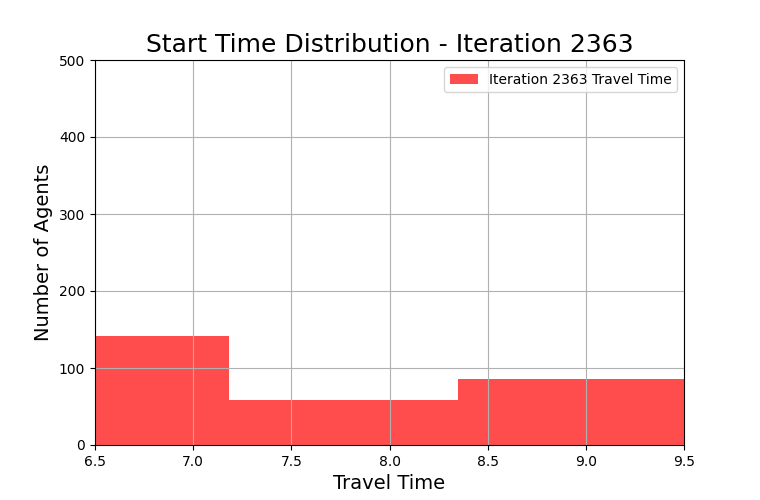 Start Time Distribution - Iteration 2363
Iteration 2363 Travel Time
Number of Agents
500
400
300
200
100
0
6.5 7.0 7.5 8.0 8.5 9.0 9.5
Travel Time